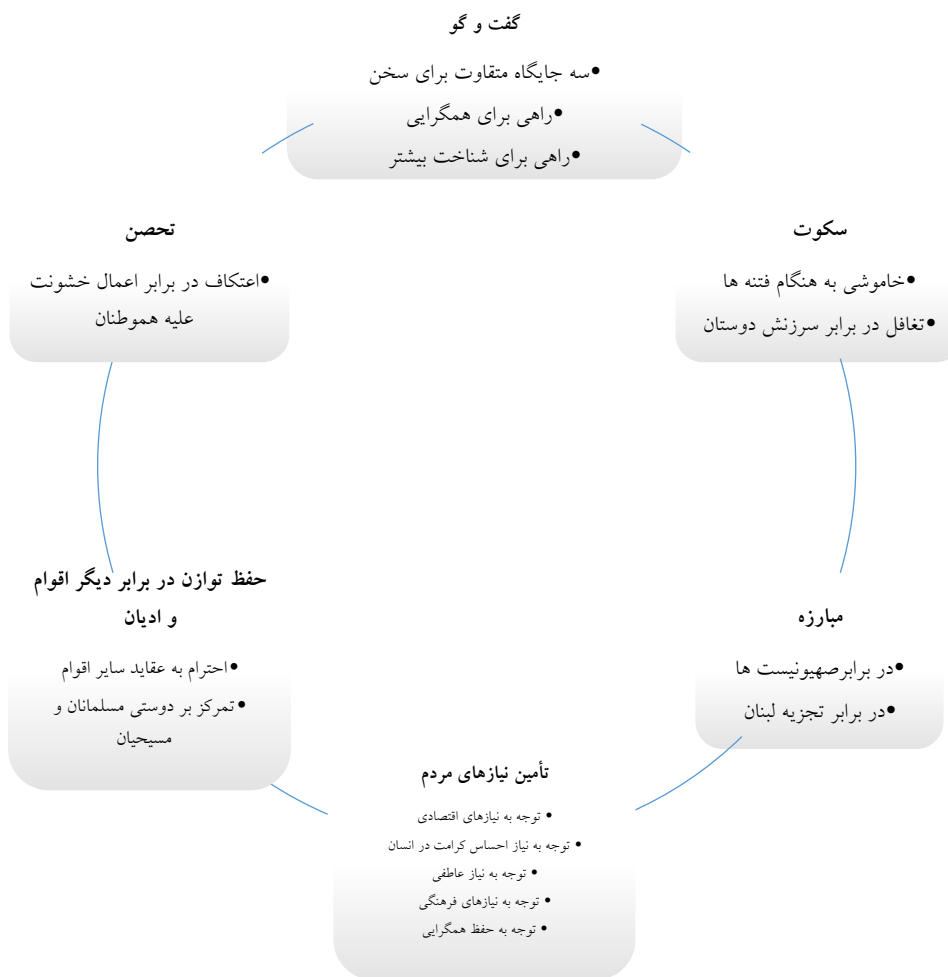 گفت و گو
•سه جایگاه متفاوت برای سخن
•راهی برای همگرایی
•راهی برای شناخت بیشتر
سکوت
•خاموشی به هنگام فتنه ها
•تغافل در برابر سرزنش دوستان
مبارزه
•در برابرصهیونیست ها
•در برابر تجزیه لبنان
تأمین نیازهای مردم
• توجه به نیازهای اقتصادی
• توجه به نیاز احساس کرامت در انسان
• توجه به نیاز عاطفی
• توجه به نیازهای فرهنگی
• توجه به حفظ همگرایی
حفظ توازن در برابر دیگر اقوام
و ادیان
•احترام به عقاید سایر اقوام
•تمرکز بر دوستی مسلمانان و
مسیحیان
تحصن
•اعتکاف در برابر اعمال خشونت
علیه هموطنان